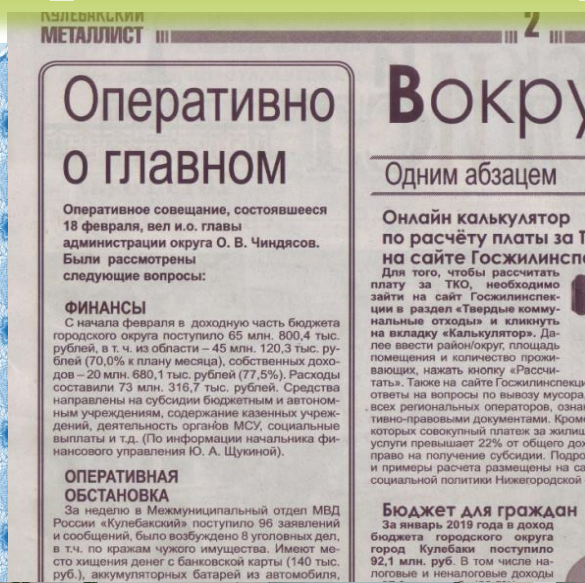 КУЛЕБАКСКИЙ
МЕТАЛЛИСТ
2
Оперативно
о главном
Оперативное совещание, состоявшееся
18 февраля, вел и.о. главы
администрации округа О. В. Чиндясов.
Были рассмотрены
следующие вопросы:
ФИНАНСЫ
С начала февраля в доходную часть бюджета
городского округа поступило 65 млн. 800,4 тыс.
рублей, в т. ч. из области – 45 млн. 120,3 тыс. ру-
блей (70,0% к плану месяца), собственных дохо-
дов – 20 млн. 680,1 тыс. рублей (77,5%). Расходы
составили 73 млн. 316,7 тыс. рублей. Средства
направлены на субсидии бюджетным и автоном-
ным учреждениям, содержание казенных учреж-
дений, деятельность органов МСУ, социальные
выплаты и т.д. (По информации начальника фи-
нансового управления Ю. А. Щукиной).
ОПЕРАТИВНАЯ
ОБСТАНОВКА
За неделю в Межмуниципальный отдел МВД
России «Кулебакский» поступило 96 заявлений
и сообщений, было возбуждено 8 уголовных дел,
в т.ч. по кражам чужого имущества. Имеют ме-
сто хищения денег с банковской карты (140 тыс.
руб.), аккумуляторных батарей из автомобиля,
Вокру
Одним абзацем
Онлайн калькулятор
по расчёту платы за Т
на сайте Госжилинспе
Для того, чтобы рассчитать
плату за ТКО, необходимо
зайти на сайт Госжилинспек-
ции в раздел «Твердые комму-
нальные отходы» и кликнуть
на вкладку «Калькулятор». Да-
лее ввести район/округ, площадь
помещения и количество прожи-
вающих, нажать кнопку «Рассчи-
тать». Также на сайте Госжилинспекци
ответы на вопросы по вывозу мусора,
всех региональных операторов, озна
тивно-правовыми документами. Кроме
которых совокупный платеж за жилищ
услуги превышает 22% от общего дох
право на получение субсидии. Подро
и примеры расчета размещены на са
социальной политики Нижегородской
Бюджет для граждан
За январь 2019 года в доход
бюджета городского округа
город Кулебаки поступило
92,1 млн. руб. В том числе на-
логовые и неналоговые доходы